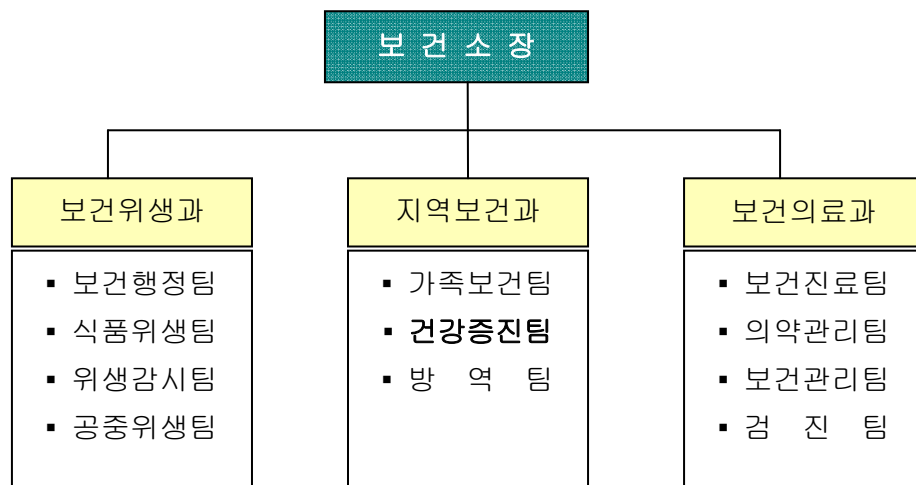 보 건 소 장
보건위생과
▪ 보건행정팀
▪ 식품위생팀
▪ 위생감시팀
▪ 공중위생팀
지역보건과
▪ 가족보건팀
▪ 건강증진팀
▪ 방 역 팀
보건의료과
▪ 보건진료팀
▪ 의약관리팀
▪ 보건관리팀
▪ 검 진 팀